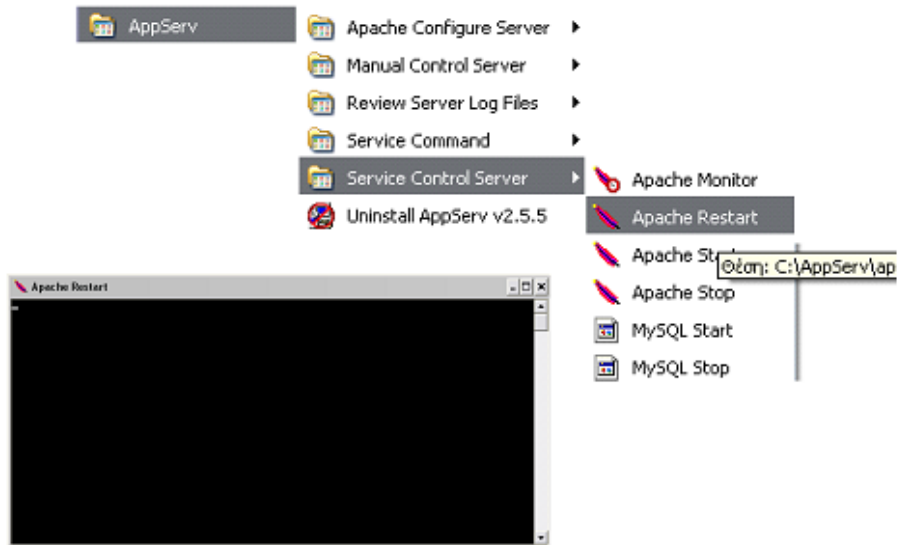 AppServ
Apache Configure Server
Manual Control Server
Review Server Log Files
Service Command
Service Control Server
Uninstall AppServ v2.5.5
Apache Monitor
Apache Restart
Apache
Θέση: C:\AppServ\ap
Apache Stop
MySQL Start
MySQL Stop
Apache Restart